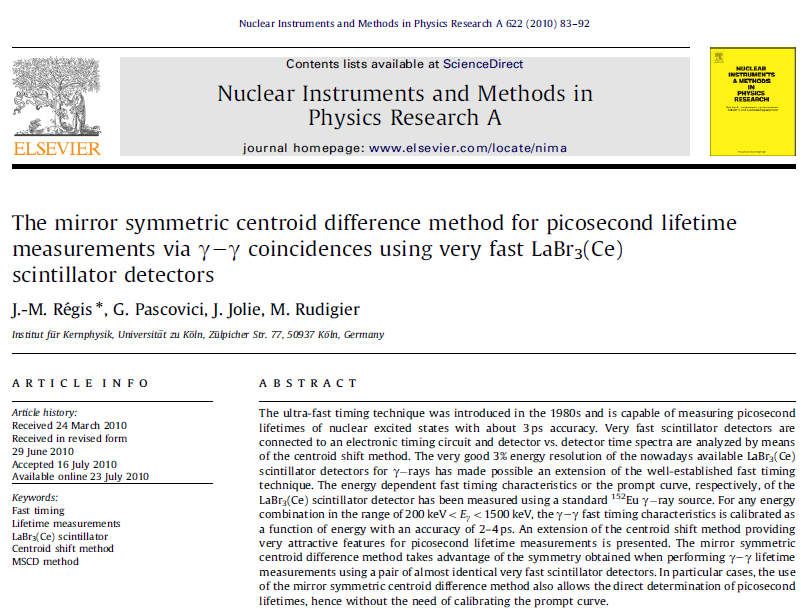 Nuclear Instruments and Methods in Physics Research A 622 (2010) 83–92
Contents lists available at ScienceDirect
Nuclear Instruments and Methods in
Physics Research A
journal homepage: www.elsevier.com/locate/nima
ELSEVIER
NUCLEAR
INSTRUMENTS
& METHODS
IN
PHYSICS
RESEARCH
The mirror symmetric centroid difference method for picosecond lifetime
measurements via γ−γ coincidences using very fast LaBr₃(Ce)
scintillator detectors
J.-M. Régis *, G. Pascovici, J. Jolie, M. Rudigier
Institut für Kernphysik, Universität zu Köln, Zülpicher Str. 77, 50937 Köln, Germany
ARTICLE INFO
Article history:
Received 24 March 2010
Received in revised form
29 June 2010
Accepted 16 July 2010
Available online 23 July 2010
Keywords:
Fast timing
Lifetime measurements
LaBr₃(Ce) scintillator
Centroid shift method
MSCD method
ABSTRACT
The ultra-fast timing technique was introduced in the 1980s and is capable of measuring picosecond
lifetimes of nuclear excited states with about 3 ps accuracy. Very fast scintillator detectors are
connected to an electronic timing circuit and detector vs. detector time spectra are analyzed by means
of the centroid shift method. The very good 3% energy resolution of the nowadays available LaBr₃(Ce)
scintillator detectors for γ−rays has made possible an extension of the well-established fast timing
technique. The energy dependent fast timing characteristics or the prompt curve, respectively, of the
LaBr₃(Ce) scintillator detector has been measured using a standard ¹⁵²Eu γ−ray source. For any energy
combination in the range of 200 keV < Eγ < 1500 keV, the γ−γ fast timing characteristics is calibrated as
a function of energy with an accuracy of 2–4 ps. An extension of the centroid shift method providing
very attractive features for picosecond lifetime measurements is presented. The mirror symmetric
centroid difference method takes advantage of the symmetry obtained when performing γ−γ lifetime
measurements using a pair of almost identical very fast scintillator detectors. In particular cases, the use
of the mirror symmetric centroid difference method also allows the direct determination of picosecond
lifetimes, hence without the need of calibrating the prompt curve.